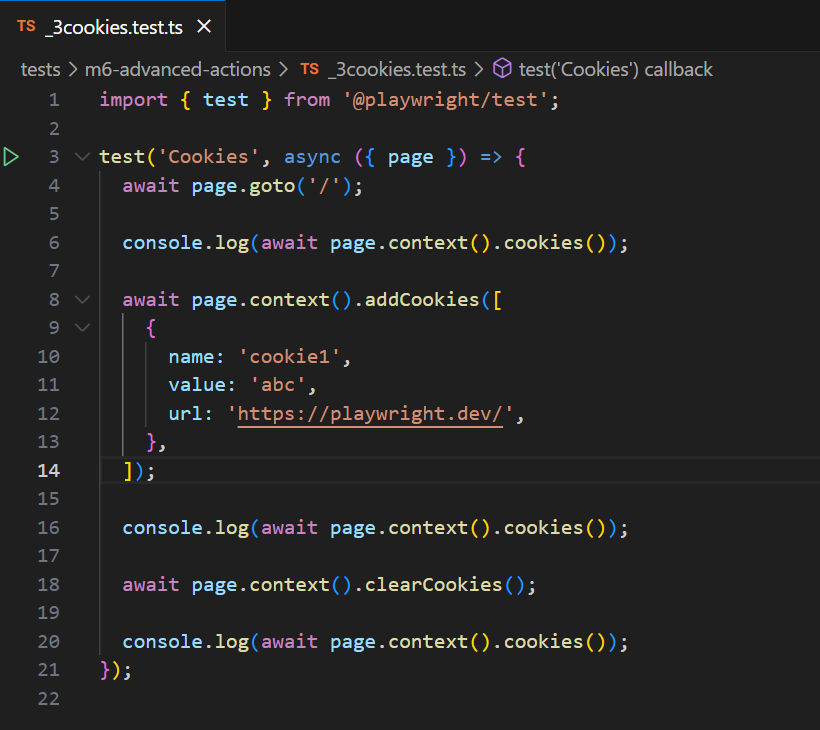 TS _3cookies.test.ts ×
tests > m6-advanced-actions > TS _3cookies.test.ts > test('Cookies') callback
1 import { test } from '@playwright/test';
2
3 test('Cookies', async ({ page }) => {
4   await page.goto('/');
5
6   console.log(await page.context().cookies());
7
8   await page.context().addCookies([
9     {
10       name: 'cookie1',
11       value: 'abc',
12       url: 'https://playwright.dev/',
13     },
14   ]);
15
16   console.log(await page.context().cookies());
17
18   await page.context().clearCookies();
19
20   console.log(await page.context().cookies());
21 });
22